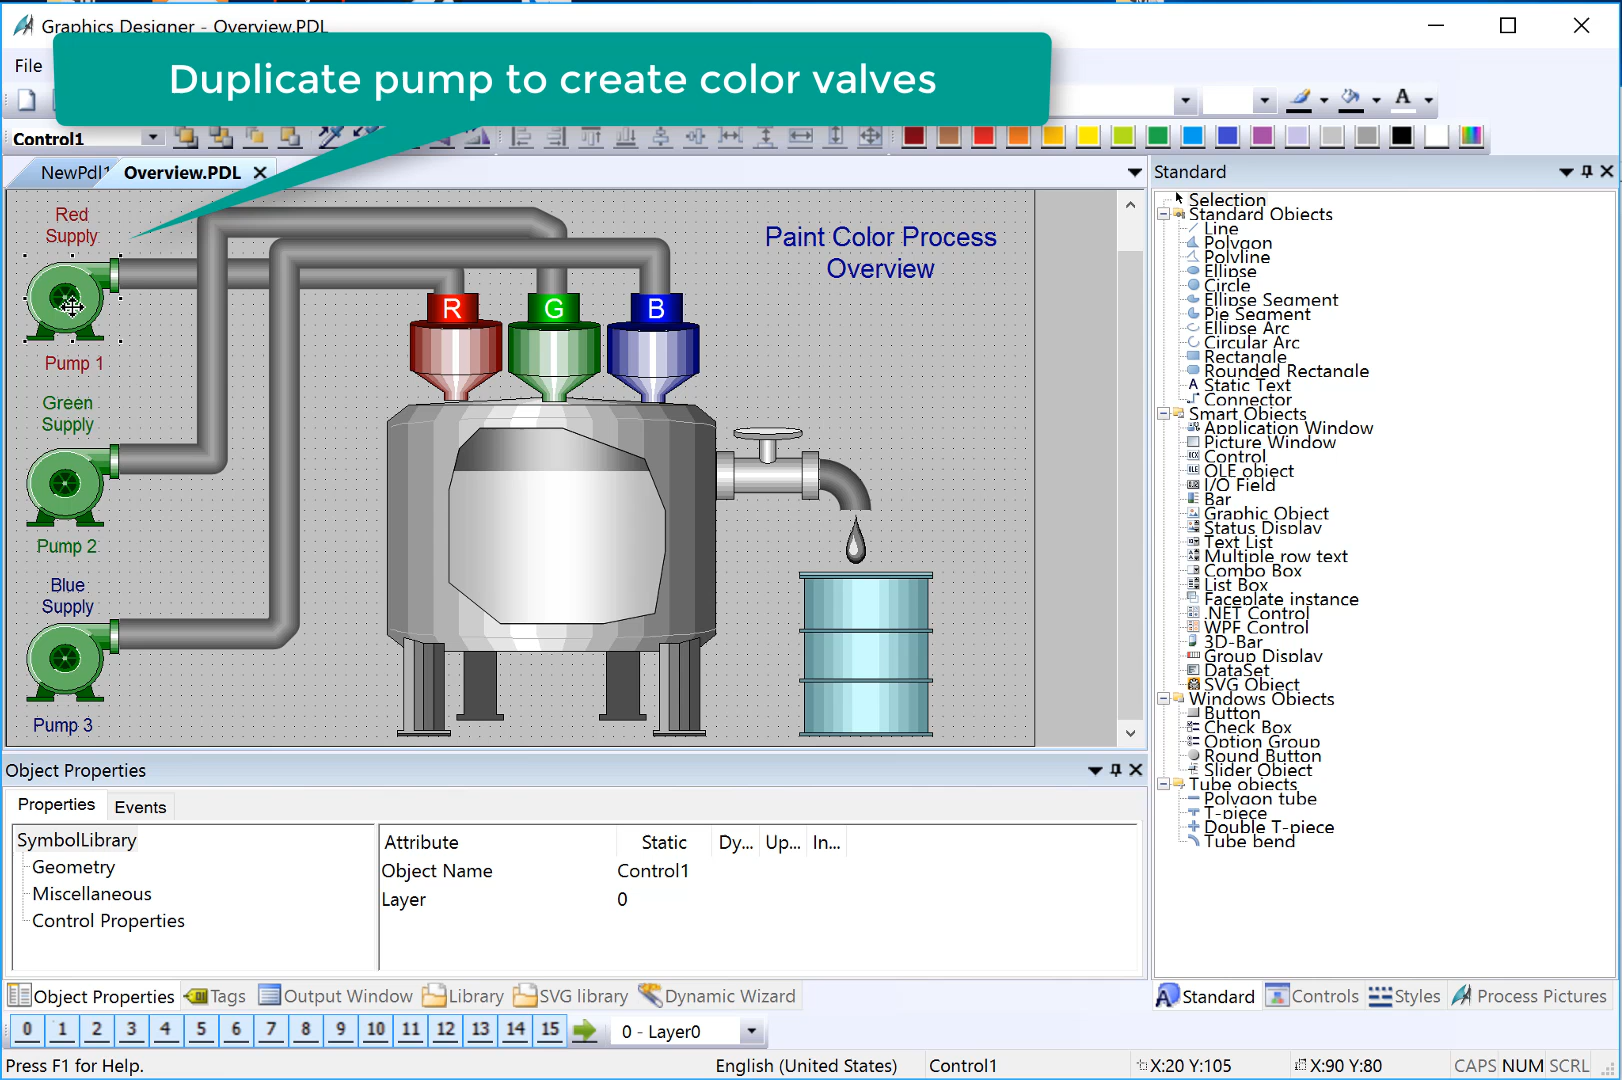 Graphics Designer - Overview.PDL
File
Duplicate pump to create color valves
A
Control1
NewPdl1
Overview.PDL
Standard
Red
Supply
Paint Color Process
Overview
R
G
B
Pump 1
Green
Supply
Pump 2
Blue
Supply
Pump 3
Selection
Standard Objects
Line
Polygon
Polyline
Ellipse
Circle
Ellipse Segment
Pie Segment
Ellipse Arc
Circular Arc
Rectangle
Rounded Rectangle
A Static Text
Connector
Smart Objects
Application Window
Picture Window
Control
OLE object
I/O Field
Bar
Graphic Object
Status Display
Text List
Multiple row text
Combo Box
List Box
Faceplate instance
.NET Control
WPF Control
3D-Bar
Group Display
DataSet
SVG Object
Windows Objects
Button
Check Box
Option Group
Round Button
Slider Object
Tube objects
Polygon tube
T-piece
Double T-piece
Tube bend
Object Properties
Properties
Events
SymbolLibrary
Geometry
Miscellaneous
Control Properties
Attribute Static Dy... Up... In...
Object Name Control1
Layer 0
Object Properties Tags Output Window Library SVG library Dynamic Wizard
Standard Controls Styles Process Pictures
0 1 2 3 4 5 6 7 8 9 10 11 12 13 14 15 0 - Layer0
Press F1 for Help. English (United States) Control1 X:20 Y:105 X:90 Y:80 CAPS NUM SCRL